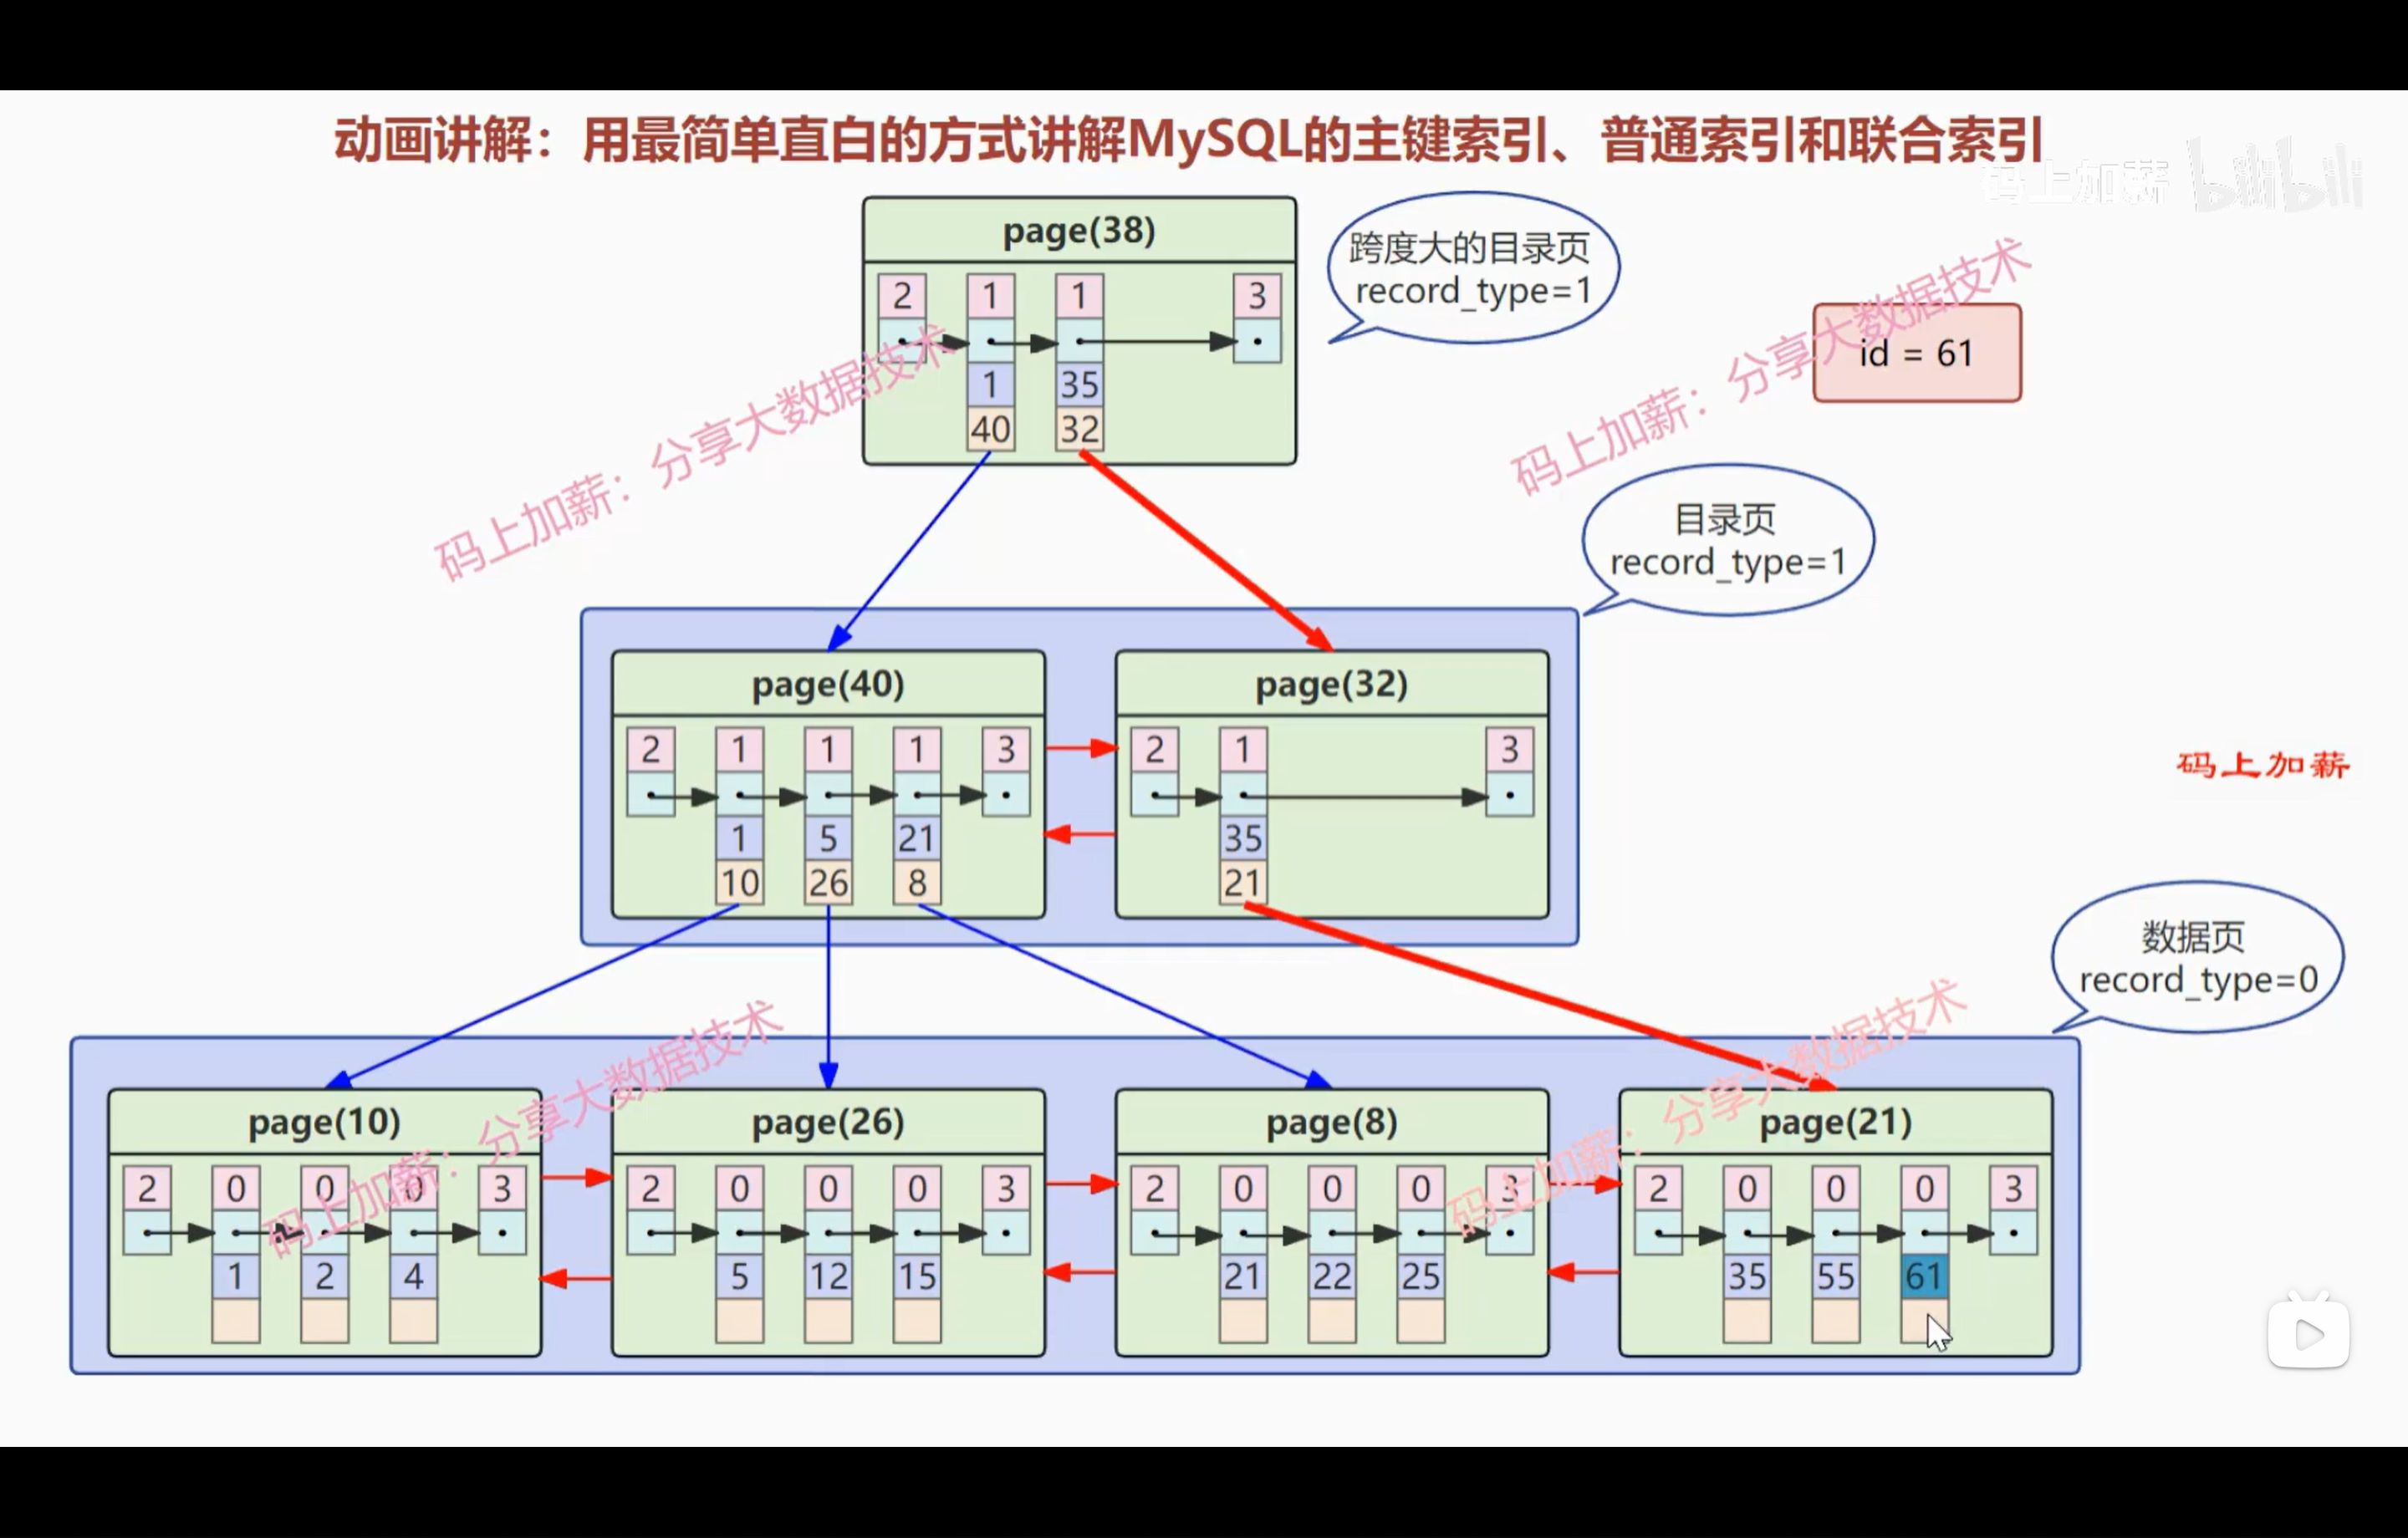 动画讲解：用最简单直白的方式讲解MySQL的主键索引、普通索引和联合索引
码上加薪 bilibili
page(38)
2 1 1 3
1 35
40 32
跨度大的目录页
record_type=1
id = 61
码上加薪：分享大数据技术
码上加薪：分享大数据技术
目录页
record_type=1
page(40)
2 1 1 1 3
1 5 21
10 26 8
page(32)
2 1 3
35
21
码上加薪
数据页
record_type=0
码上加薪：分享大数据技术
码上加薪：分享大数据技术
page(10)
2 0 0 0 3
1 2 4
page(26)
2 0 0 0 3
5 12 15
page(8)
2 0 0 0 3
21 22 25
page(21)
2 0 0 0 3
35 55 61